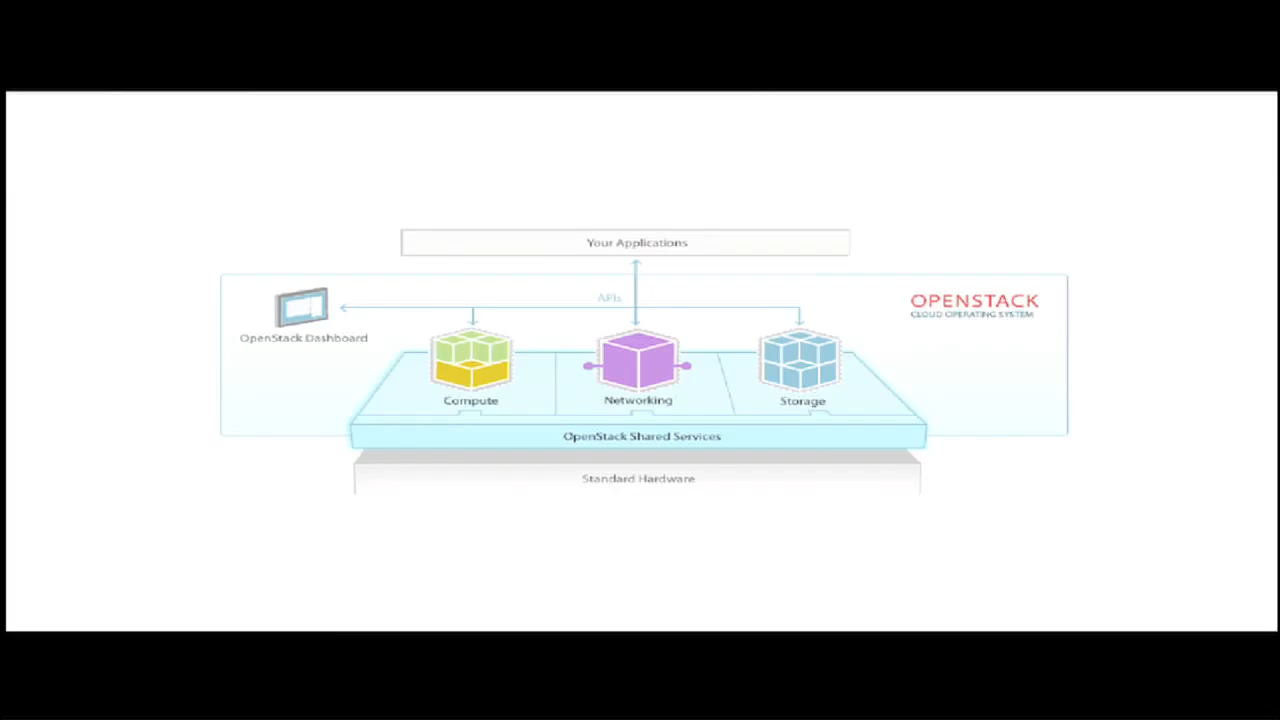 Your Applications
APIs
OPENSTACK
CLOUD OPERATING SYSTEM
OpenStack Dashboard
Compute
Networking
Storage
OpenStack Shared Services
Standard Hardware